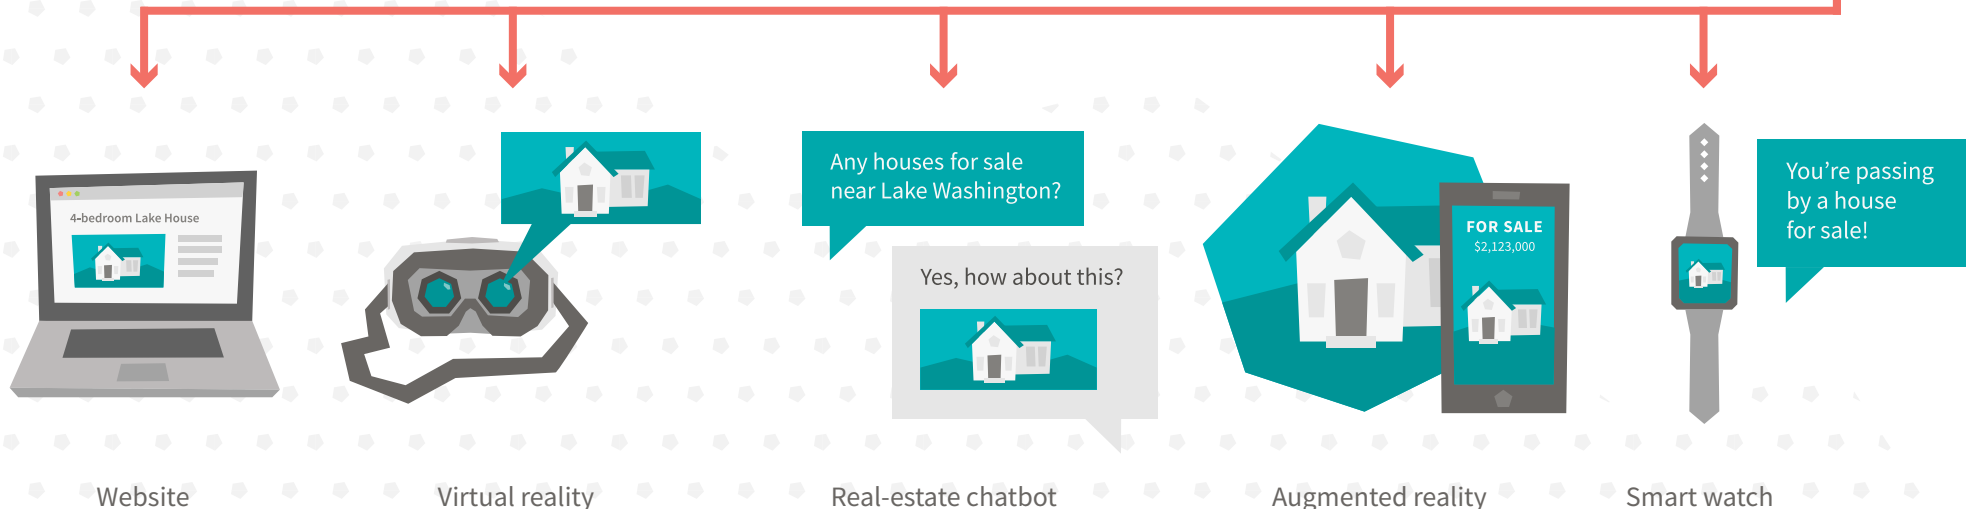 4-bedroom Lake House
Any houses for sale
near Lake Washington?
Yes, how about this?
FOR SALE
$2,123,000
You’re passing
by a house
for sale!
Website
Virtual reality
Real-estate chatbot
Augmented reality
Smart watch